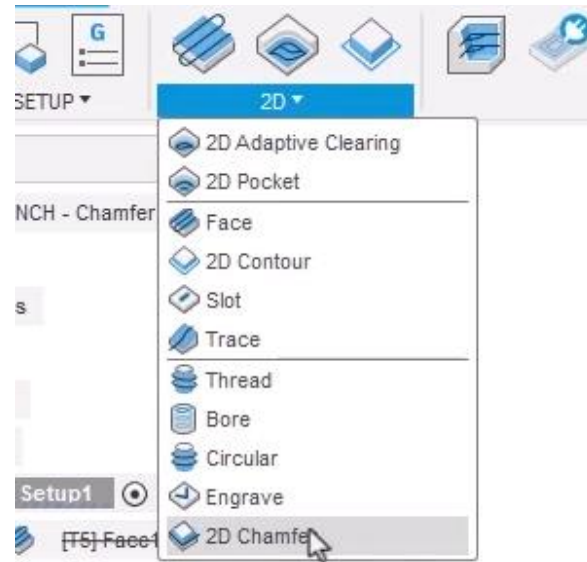 G
SETUP ▾
2D ▾
2D Adaptive Clearing
2D Pocket
NCH - Chamfer
Face
2D Contour
s
Slot
Trace
Thread
Bore
Circular
Setup1
Engrave
[T5] Face1
2D Chamfe